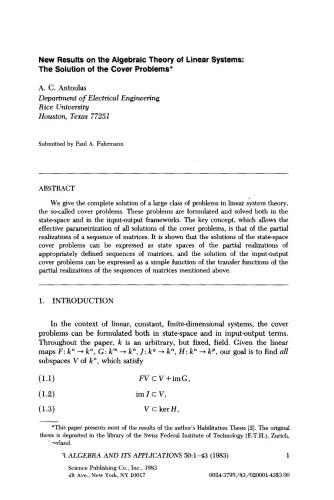 New Results on the Algebraic Theory of Linear Systems:
The Solution of the Cover Problems*
A. C. Antoulas
Department of Electrical Engineering
Rice University
Houston, Texas 77251
Submitted by Paul A. Fuhrmann
ABSTRACT
We give the complete solution of a large class of problems in linear system theory,
the so-called cover problems. These problems are formulated and solved both in the
state-space and in the input-output frameworks. The key concept, which allows the
effective parametrization of all solutions of the cover problems, is that of the partial
realizations of a sequence of matrices. It is shown that the solutions of the state-space
cover problems can be expressed as state spaces of the partial realizations of
appropriately defined sequences of matrices, and the solution of the input-output
cover problems can be expressed as a simple function of the transfer functions of the
partial realizations of the sequences of matrices mentioned above.
1. INTRODUCTION
In the context of linear, constant, finite-dimensional systems, the cover
problems can be formulated both in state-space and in input-output terms.
Throughout the paper, k is an arbitrary, but fixed, field. Given the linear
maps F: kⁿ → kⁿ, G: kᵐ → kⁿ, J: k^q → kⁿ, H: kⁿ → k^p, our goal is to find all
subspaces V of kⁿ, which satisfy
(1.1) FV ⊂ V + im G,
(1.2) im J ⊂ V,
(1.3) V ⊂ ker H,
*This paper presents most of the results of the author's Habilitation Thesis [2]. The original
thesis is deposited in the library of the Swiss Federal Institute of Technology (E.T.H.), Zurich,
ALGEBRA AND ITS APPLICATIONS 50:1–43 (1983) 1
Science Publishing Co., Inc., 1983
Ave., New York, NY 10017 0024-3795/83/020001-43$3.00